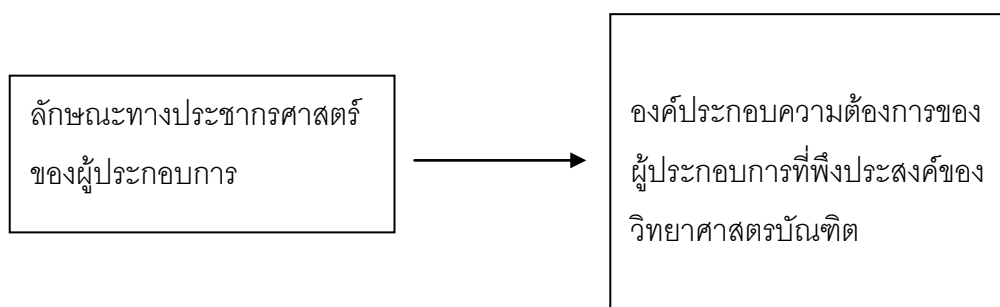 ลักษณะทางประชากรศาสตร์
ของผู้ประกอบการ
องค์ประกอบความต้องการของ
ผู้ประกอบการที่พึงประสงค์ของ
วิทยาศาสตรบัณฑิต